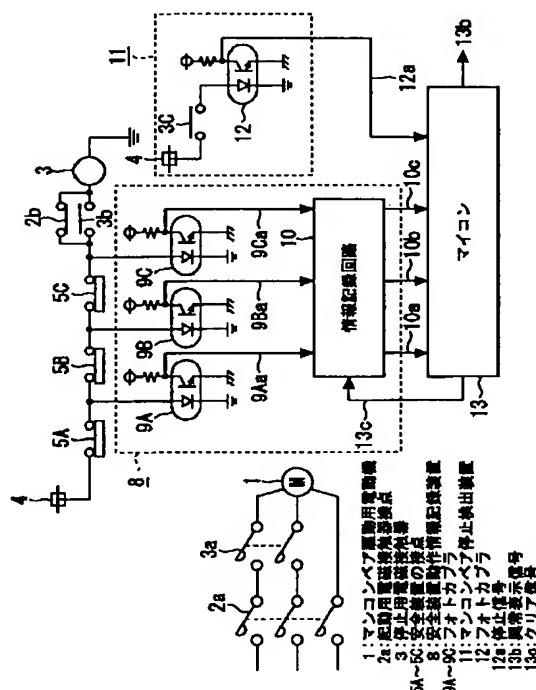 4
5A
5B
5C
2b
3b
3
11
4
3C
12
12a
8
9A
9B
9C
9Aa
9Ba
9Ca
10
情報記録回路
10a
10b
10c
13c
13
マイコン
13b
2a
3a
1
M
1:マンコンベア駆動用電動機
2a:起動用電磁接触器接点
3:停止用電磁接触器
5A~5C:安全装置の接点
8:安全装置動作情報記録装置
9A~9C:フォトカプラ
11:マンコンベア停止検出装置
12:フォトカプラ
12a:停止信号
13b:異常表示信号
13c:クリア信号